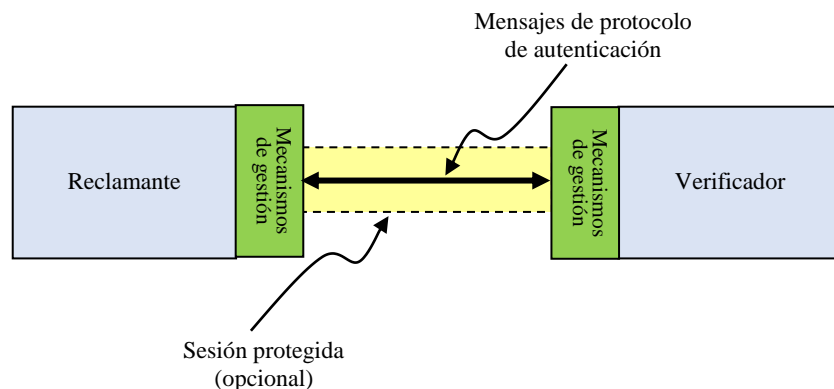 Mensajes de protocolo
de autenticación
Reclamante
Mecanismos
de gestión
Mecanismos
de gestión
Verificador
Sesión protegida
(opcional)